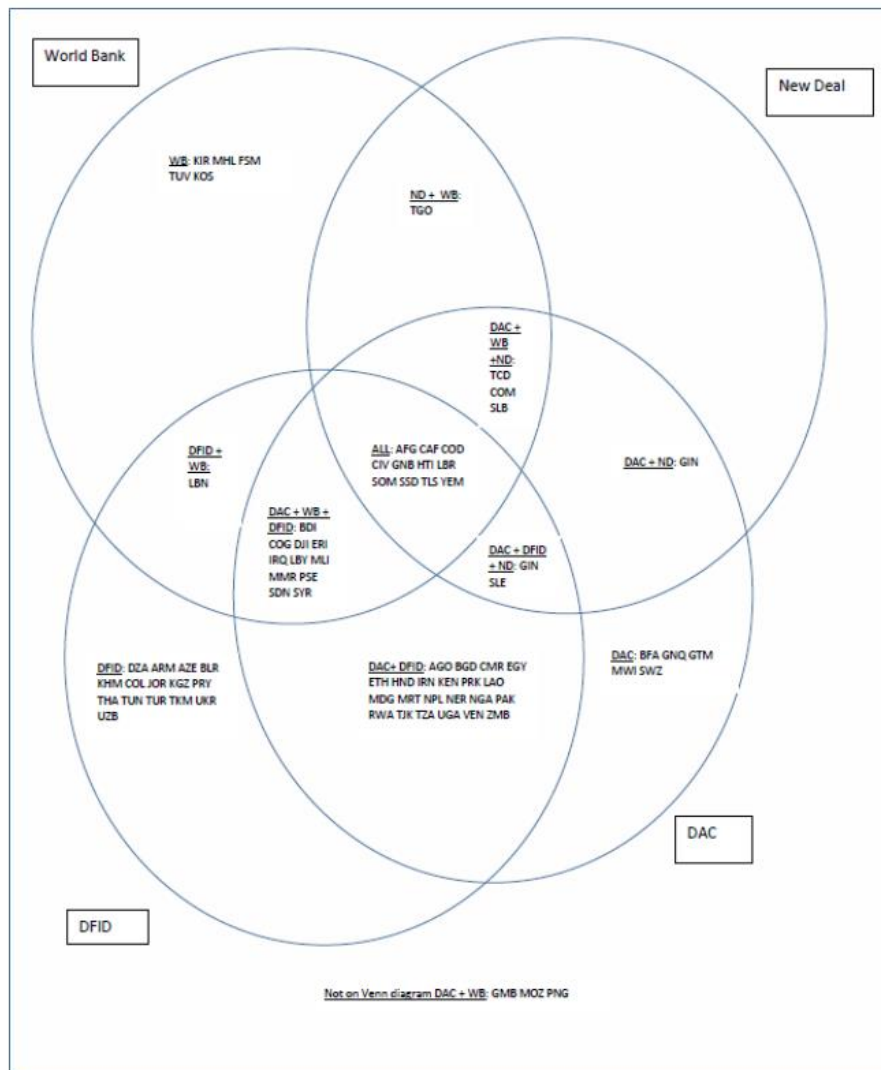 World Bank
New Deal
WB: KIR MHL FSM
TUV KOS
ND + WB:
TGO
DAC +
WB
+ND:
TCD
COM
SLB
DFID +
WB:
LBN
ALL: AFG CAF COD
CIV GNB HTI LBR
SOM SSD TLS YEM
DAC + ND: GIN
DAC + WB +
DFID: BDI
COG DJI ERI
IRQ LBY MLI
MMR PSE
SDN SYR
DAC + DFID
+ ND: GIN
SLE
DFID: DZA ARM AZE BLR
KHM COL JOR KGZ PRY
THA TUN TUR TKM UKR
UZB
DAC+ DFID: AGO BGD CMR EGY
ETH HND IRN KEN PRK LAO
MDG MRT NPL NER NGA PAK
RWA TJK TZA UGA VEN ZMB
DAC: BFA GNQ GTM
MWI SWZ
DAC
DFID
Not on Venn diagram DAC + WB: GMB MOZ PNG